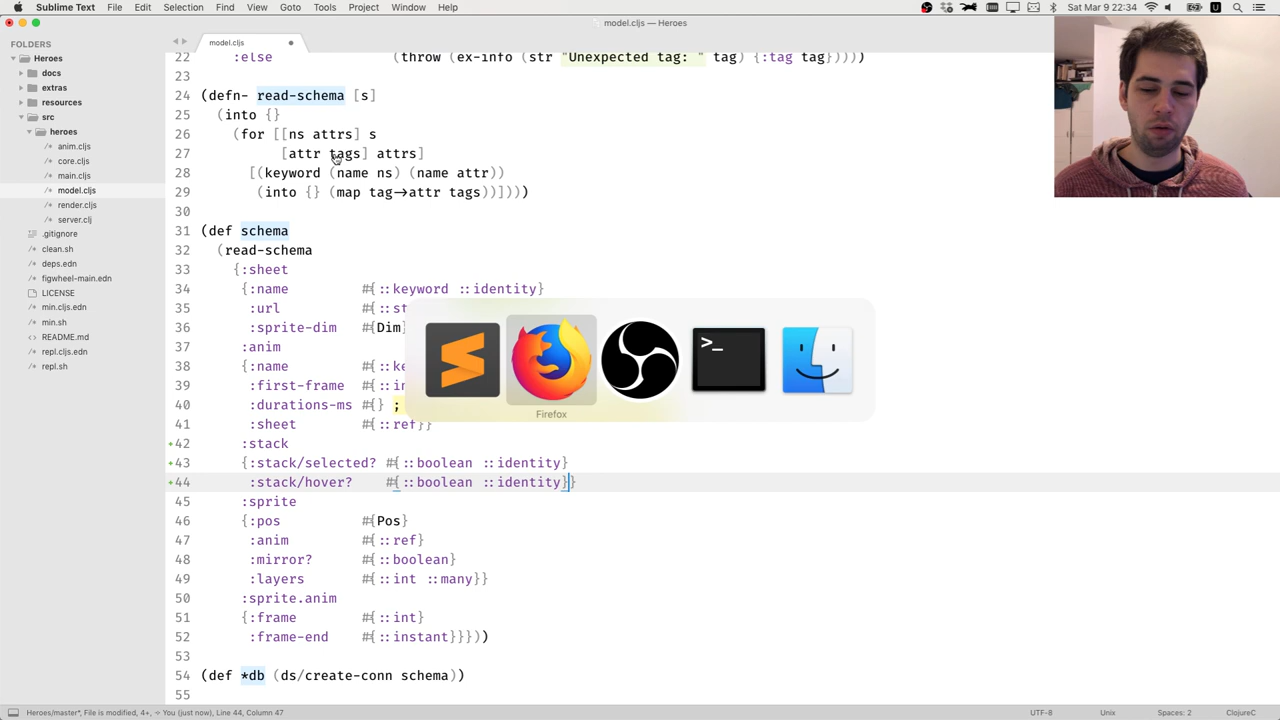 Sublime Text File Edit Selection Find View Goto Tools Project Window Help
Sat Mar 9 22:34
model.cljs — Heroes
FOLDERS
Heroes
docs
extras
resources
src
heroes
/* anim.cljs
/* core.cljs
/* main.cljs
/* model.cljs
/* render.cljs
/* server.clj
/* .gitignore
/* clean.sh
/* deps.edn
/* figwheel-main.edn
LICENSE
/* min.cljs.edn
/* min.sh
README.md
/* repl.cljs.edn
/* repl.sh
model.cljs
22 :else (throw (ex-info (str "Unexpected tag: " tag) {:tag tag}))))
23
24 (defn- read-schema [s]
25 (into {}
26 (for [[ns attrs] s
27 [attr tags] attrs]
28 [(keyword (name ns) (name attr))
29 (into {} (map tag->attr tags))])))
30
31 (def schema
32 (read-schema
33 {:sheet
34 {:name #{::keyword ::identity}
35 :url #{::st
36 :sprite-dim #{Dim}
37 :anim
38 {:name #{::ke
39 :first-frame #{::in
40 :durations-ms #{} ;
41 :sheet #{::ref}}
42 :stack
43 {:stack/selected? #{::boolean ::identity}
44 :stack/hover? #{::boolean ::identity}}
45 :sprite
46 {:pos #{Pos}
47 :anim #{::ref}
48 :mirror? #{::boolean}
49 :layers #{::int ::many}}
50 :sprite.anim
51 {:frame #{::int}
52 :frame-end #{::instant}}}))
53
54 (def *db (ds/create-conn schema))
55
Firefox
Heroes/master*, File is modified, 4+, ÷ You (just now), Line 44, Column 47
UTF-8 Unix Spaces: 2 ClojureC